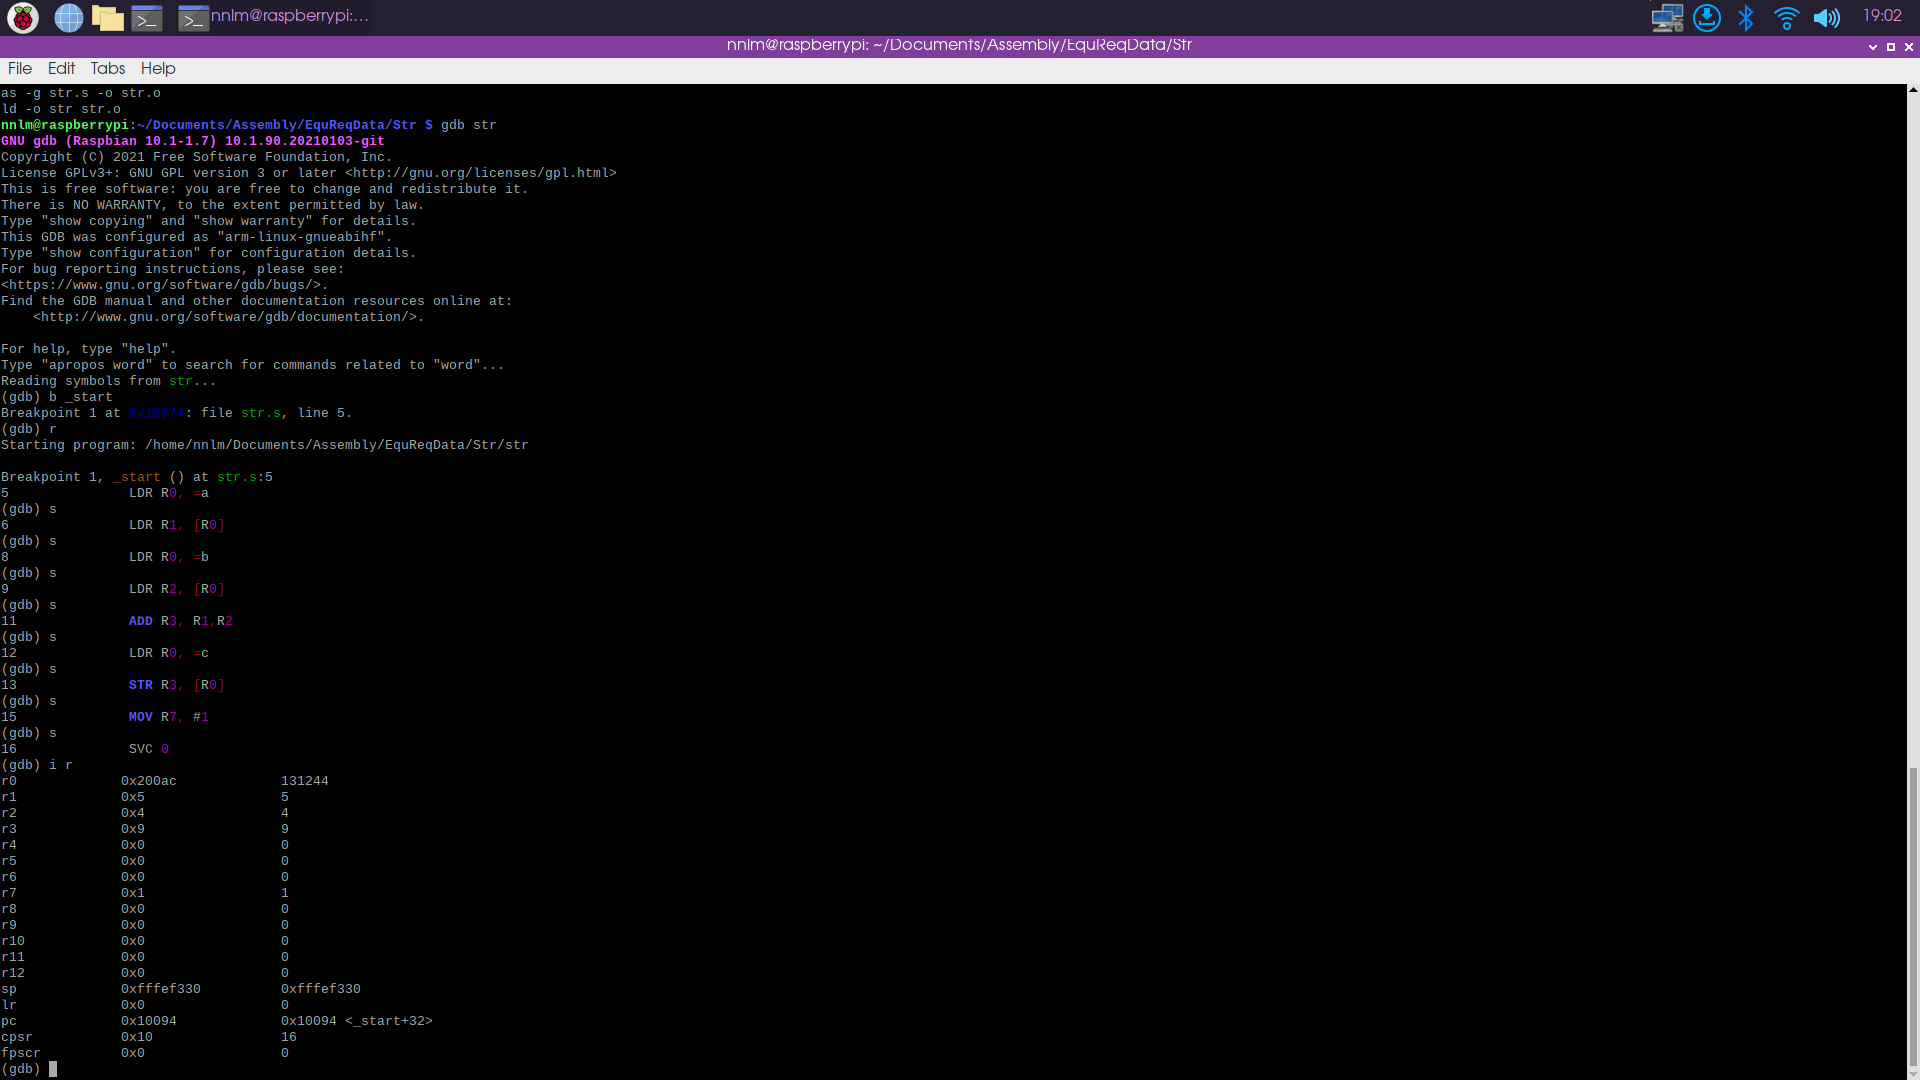 nnlm@raspberrypi:...
19:02
nnlm@raspberrypi: ~/Documents/Assembly/EquReqData/Str
File Edit Tabs Help
as -g str.s -o str.o
ld -o str str.o
nnlm@raspberrypi:~/Documents/Assembly/EquReqData/Str $ gdb str
GNU gdb (Raspbian 10.1-1.7) 10.1.90.20210103-git
Copyright (C) 2021 Free Software Foundation, Inc.
License GPLv3+: GNU GPL version 3 or later <http://gnu.org/licenses/gpl.html>
This is free software: you are free to change and redistribute it.
There is NO WARRANTY, to the extent permitted by law.
Type "show copying" and "show warranty" for details.
This GDB was configured as "arm-linux-gnueabihf".
Type "show configuration" for configuration details.
For bug reporting instructions, please see:
<https://www.gnu.org/software/gdb/bugs/>.
Find the GDB manual and other documentation resources online at:
    <http://www.gnu.org/software/gdb/documentation/>.

For help, type "help".
Type "apropos word" to search for commands related to "word"...
Reading symbols from str...
(gdb) b _start
Breakpoint 1 at 0x10074: file str.s, line 5.
(gdb) r
Starting program: /home/nnlm/Documents/Assembly/EquReqData/Str/str

Breakpoint 1, _start () at str.s:5
5               LDR R0, =a
(gdb) s
6               LDR R1, [R0]
(gdb) s
8               LDR R0, =b
(gdb) s
9               LDR R2, [R0]
(gdb) s
11              ADD R3, R1,R2
(gdb) s
12              LDR R0, =c
(gdb) s
13              STR R3, [R0]
(gdb) s
15              MOV R7, #1
(gdb) s
16              SVC 0
(gdb) i r
r0             0x200ac             131244
r1             0x5                 5
r2             0x4                 4
r3             0x9                 9
r4             0x0                 0
r5             0x0                 0
r6             0x0                 0
r7             0x1                 1
r8             0x0                 0
r9             0x0                 0
r10            0x0                 0
r11            0x0                 0
r12            0x0                 0
sp             0xfffef330          0xfffef330
lr             0x0                 0
pc             0x10094             0x10094 <_start+32>
cpsr           0x10                16
fpscr          0x0                 0
(gdb)